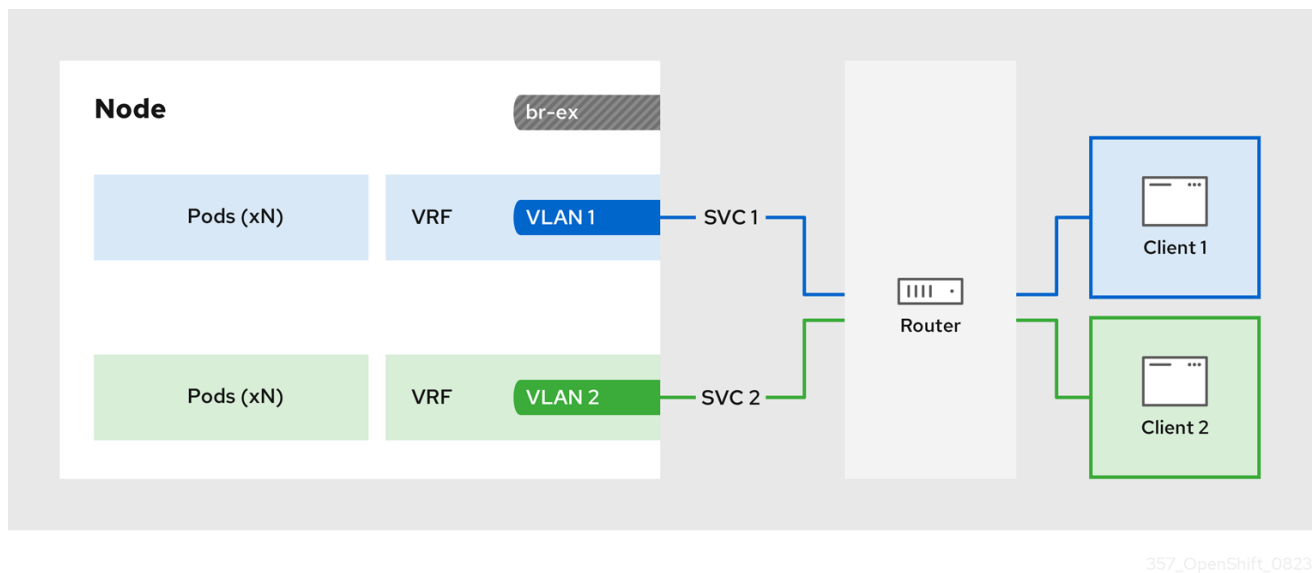 Node
br-ex
Pods (xN)
VRF
VLAN 1
SVC 1
Client 1
Router
Pods (xN)
VRF
VLAN 2
SVC 2
Client 2
357_OpenShift_0823